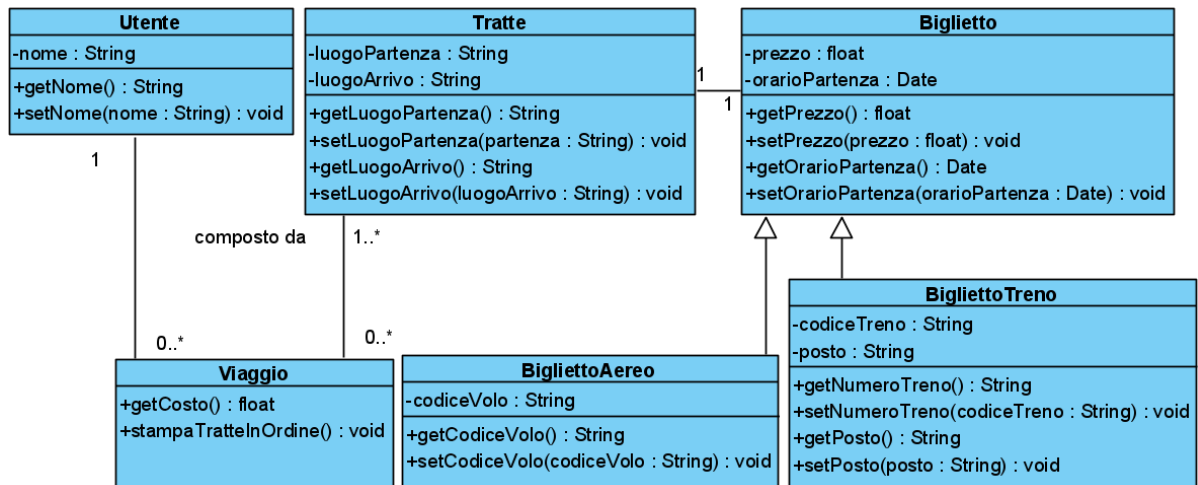 Utente
-nome : String
+getNome() : String
+setNome(nome : String) : void
Tratte
-luogoPartenza : String
-luogoArrivo : String
+getLuogoPartenza() : String
+setLuogoPartenza(partenza : String) : void
+getLuogoArrivo() : String
+setLuogoArrivo(luogoArrivo : String) : void
1
1
Biglietto
-prezzo : float
-orarioPartenza : Date
+getPrezzo() : float
+setPrezzo(prezzo : float) : void
+getOrarioPartenza() : Date
+setOrarioPartenza(orarioPartenza : Date) : void
1
composto da
1..*
0..*
0..*
Viaggio
+getCosto() : float
+stampaTratteInOrdine() : void
BigliettoAereo
-codiceVolo : String
+getCodiceVolo() : String
+setCodiceVolo(codiceVolo : String) : void
BigliettoTreno
-codiceTreno : String
-posto : String
+getNumeroTreno() : String
+setNumeroTreno(codiceTreno : String) : void
+getPosto() : String
+setPosto(posto : String) : void